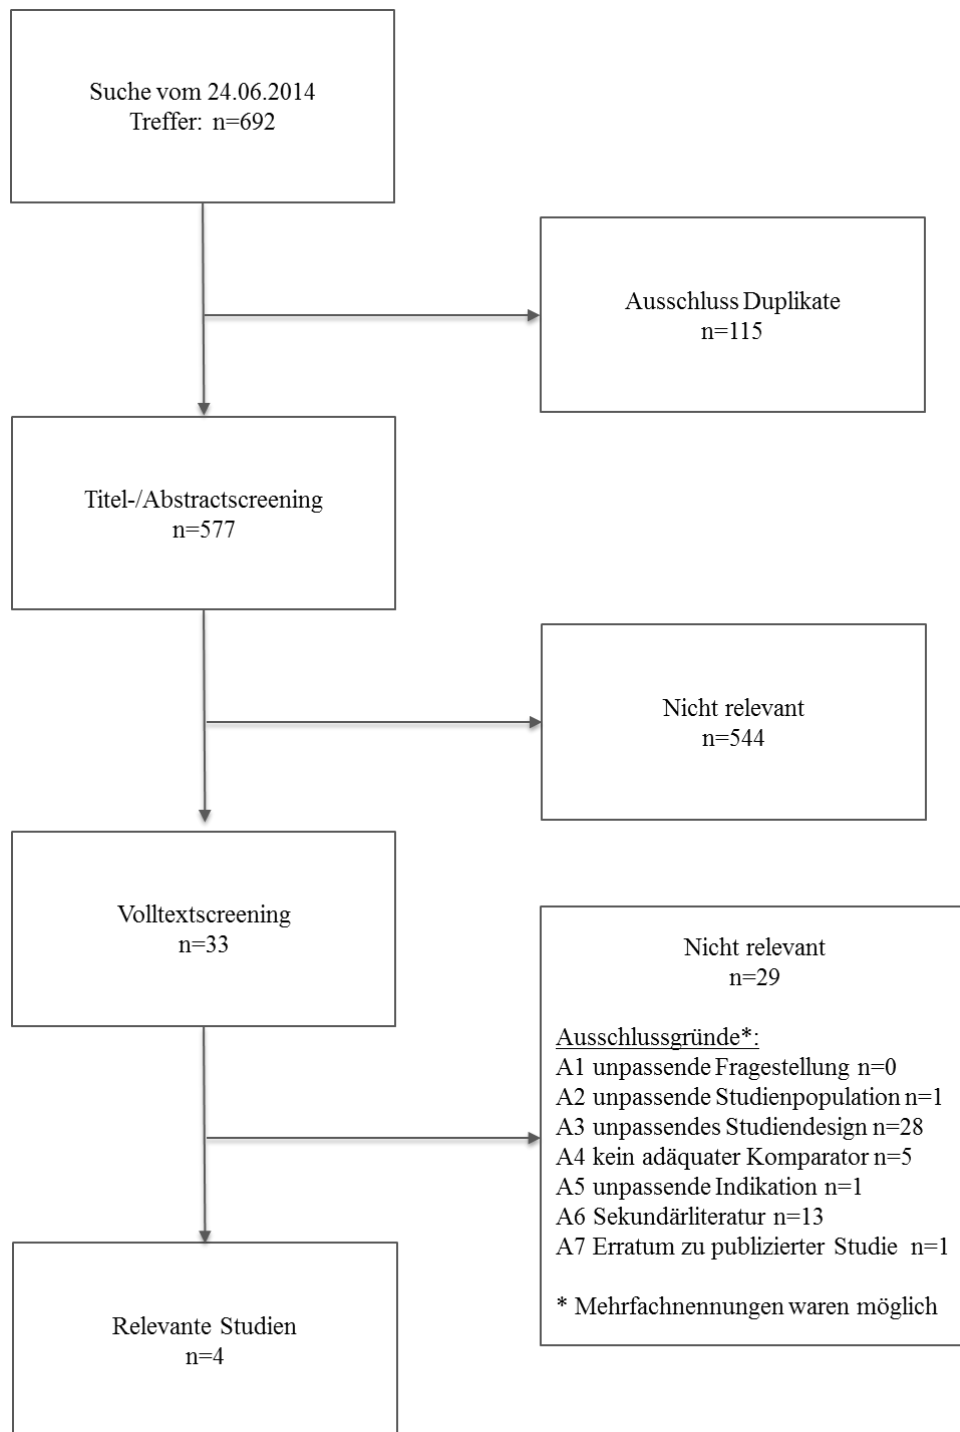 Suche vom 24.06.2014
Treffer: n=692
Ausschluss Duplikate
n=115
Titel-/Abstractscreening
n=577
Nicht relevant
n=544
Volltextscreening
n=33
Nicht relevant
n=29
Ausschlussgründe*:
A1 unpassende Fragestellung n=0
A2 unpassende Studienpopulation n=1
A3 unpassendes Studiendesign n=28
A4 kein adäquater Komparator n=5
A5 unpassende Indikation n=1
A6 Sekundärliteratur n=13
A7 Erratum zu publizierter Studie n=1
* Mehrfachnennungen waren möglich
Relevante Studien
n=4